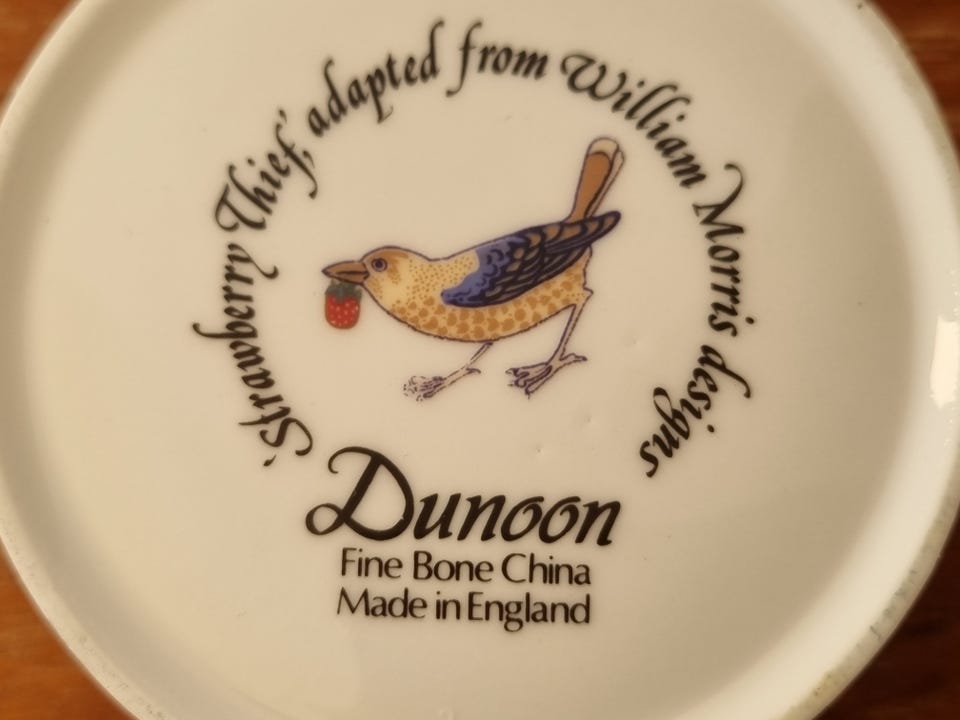 'Strawberry Thief', adapted from William Morris designs
Dunoon
Fine Bone China
Made in England